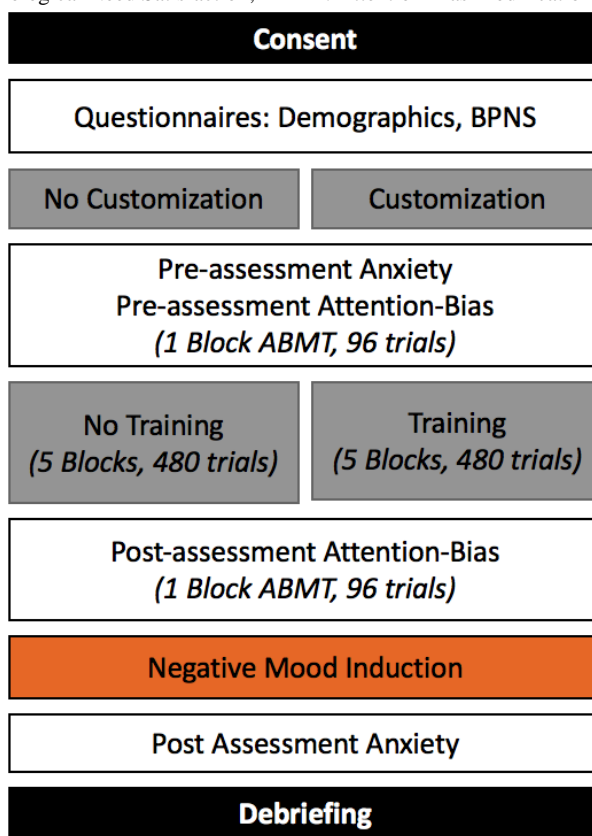 Need Satisfaction,
Consent
Questionnaires: Demographics, BPNS
No Customization Customization
Pre-assessment Anxiety
Pre-assessment Attention-Bias
(1 Block ABMT, 96 trials)
No Training Training
(5 Blocks, 480 trials) (5 Blocks, 480 trials)
Post-assessment Attention-Bias
(1 Block ABMT, 96 trials)
Negative Mood Induction
Post Assessment Anxiety
Debriefing